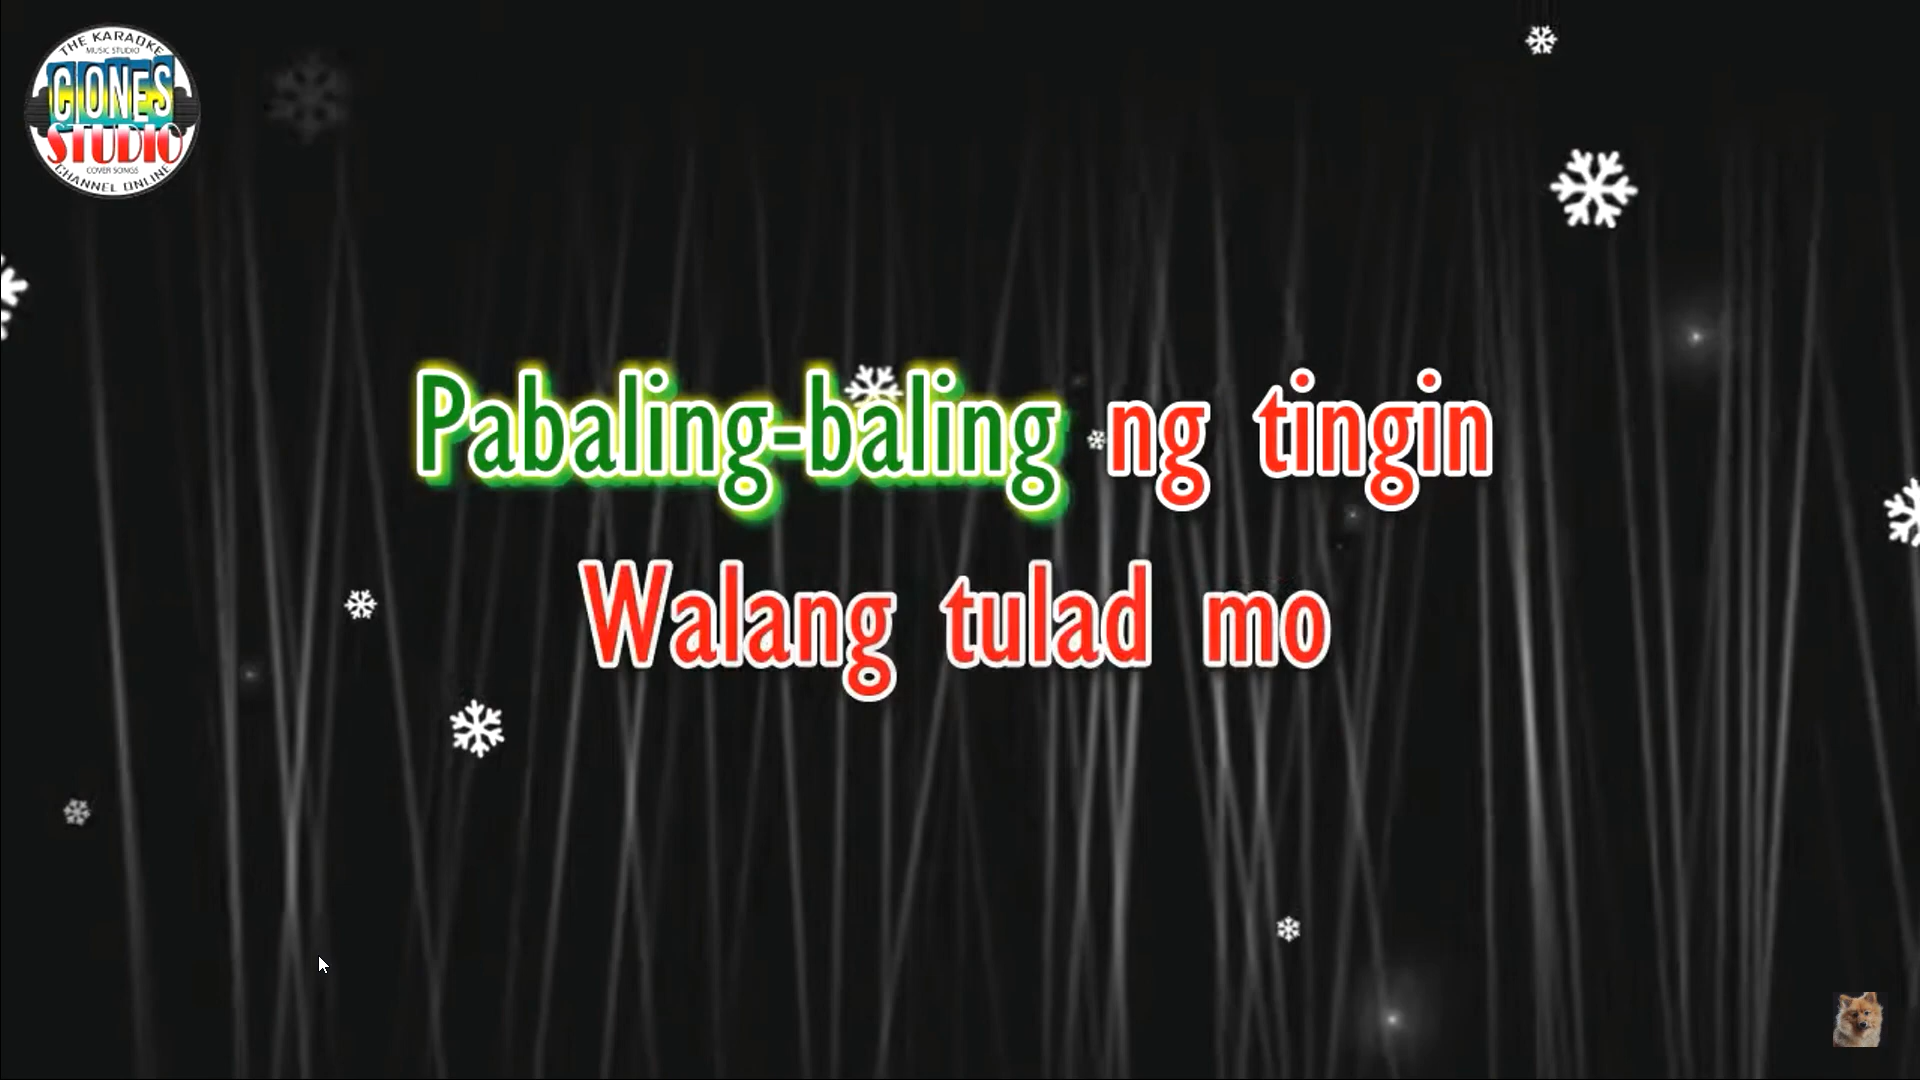 THE KARAOKE
MUSIC STUDIO
CIONES
STUDIO
COVER SONGS
CHANNEL ONLINE
Pabaling-baling ng tingin
Walang tulad mo